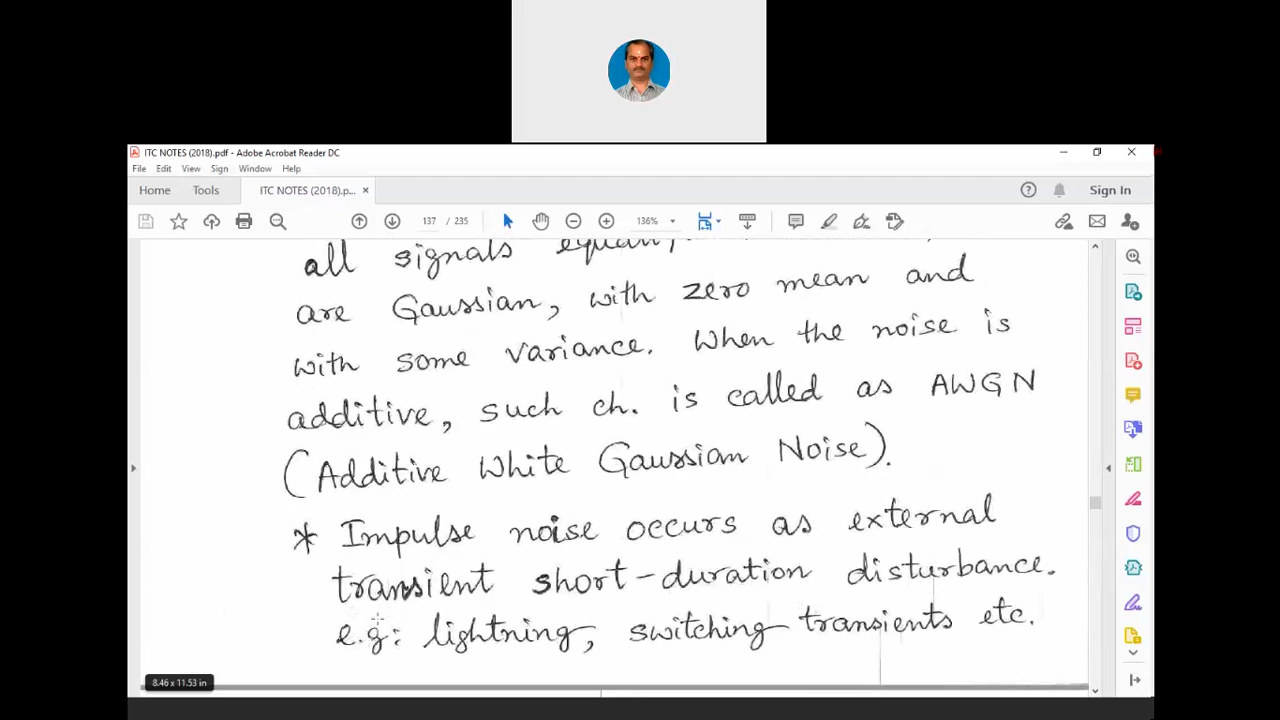 ITC NOTES (2018).pdf - Adobe Acrobat Reader DC
File Edit View Sign Window Help
Home Tools ITC NOTES (2018).p... × Sign In
137 / 235 136%
all signals
are Gaussian, with zero mean and
with some variance. When the noise is
additive, such ch. is called as AWGN
(Additive White Gaussian Noise).
* Impulse noise occurs as external
transient short-duration disturbance.
e.g: lightning, switching transients etc.
8.46 x 11.53 in